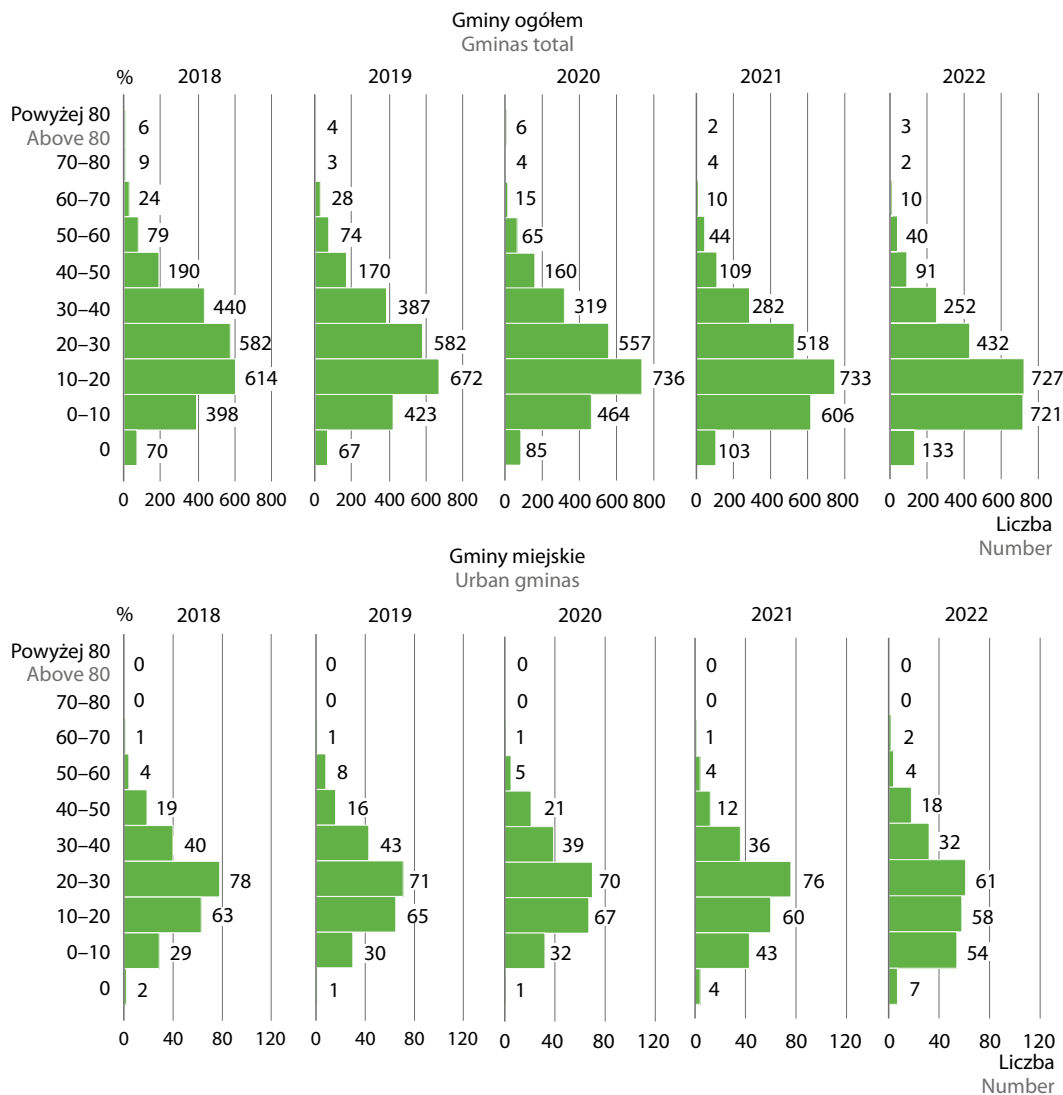 Gminy ogółem
Gminas total
% 2018 2019 2020 2021 2022
Powyżej 80
Above 80
6 4 6 2 3
70–80 9 3 4 4 2
60–70 24 28 15 10 10
50–60 79 74 65 44 40
40–50 190 170 160 109 91
30–40 440 387 319 282 252
20–30 582 582 557 518 432
10–20 614 672 736 733 727
0–10 398 423 464 606 721
0 70 67 85 103 133
0 200 400 600 800 0 200 400 600 800 0 200 400 600 800 0 200 400 600 800 0 200 400 600 800
Liczba
Number
Gminy miejskie
Urban gminas
% 2018 2019 2020 2021 2022
Powyżej 80
Above 80
0 0 0 0 0
70–80 0 0 0 0 0
60–70 1 1 1 1 2
50–60 4 8 5 4 4
40–50 19 16 21 12 18
30–40 40 43 39 36 32
20–30 78 71 70 76 61
10–20 63 65 67 60 58
0–10 29 30 32 43 54
0 2 1 1 4 7
0 40 80 120 0 40 80 120 0 40 80 120 0 40 80 120 0 40 80 120
Liczba
Number